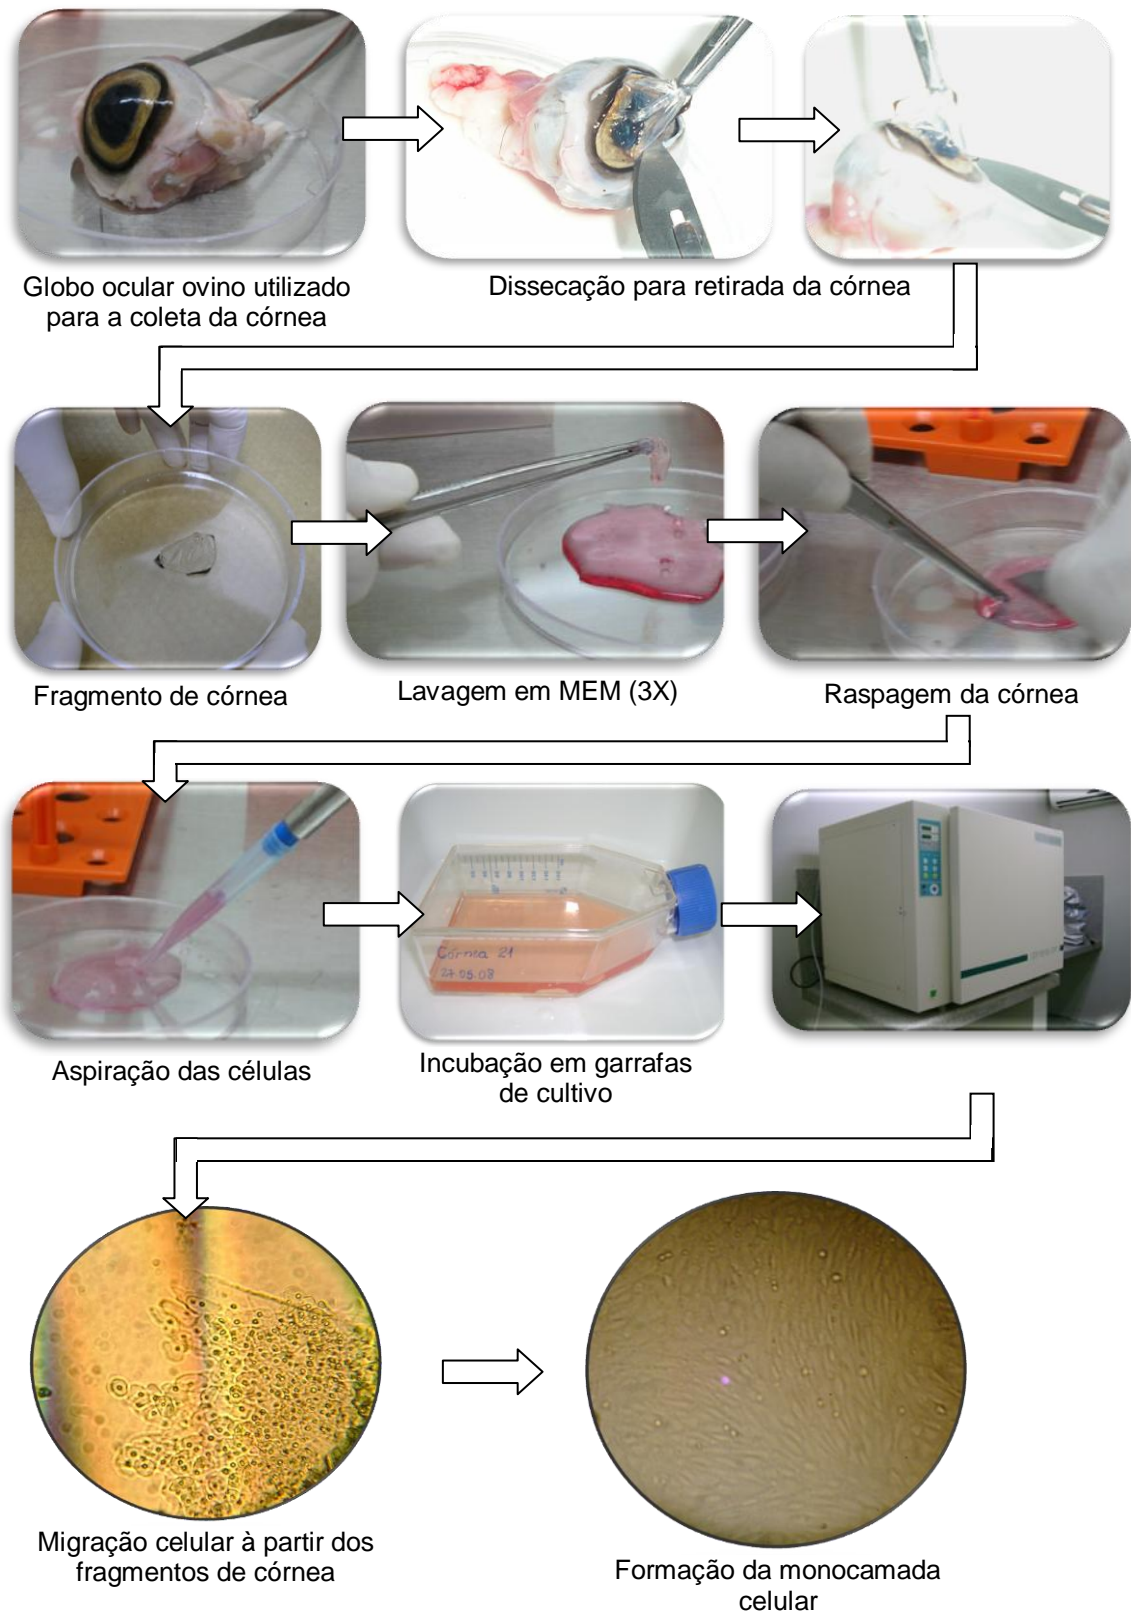 Globo ocular ovino utilizado
para a coleta da córnea
Dissecação para retirada da córnea
Fragmento de córnea
Lavagem em MEM (3X)
Raspagem da córnea
Córnea 21
27.05.08
Aspiração das células
Incubação em garrafas
de cultivo
Migração celular à partir dos
fragmentos de córnea
Formação da monocamada
celular